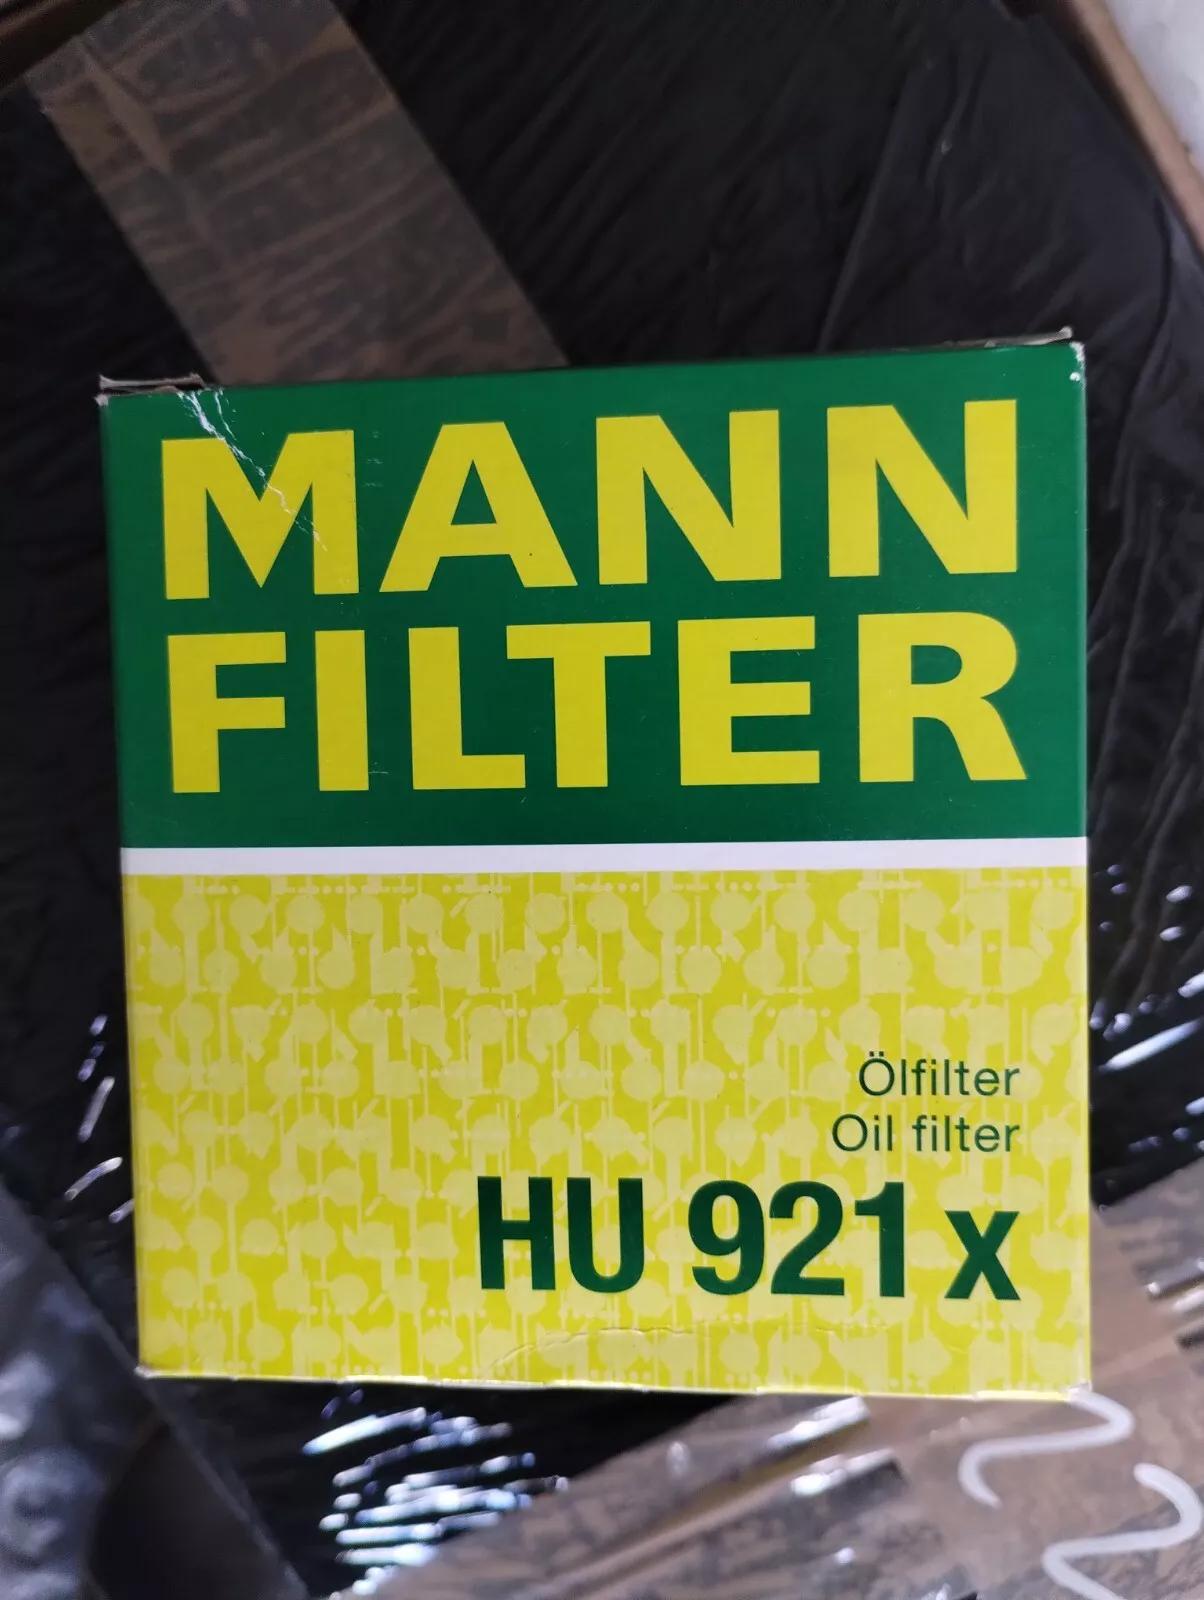 MANN
FILTER
Ölfilter
Oil filter
HU 921 x